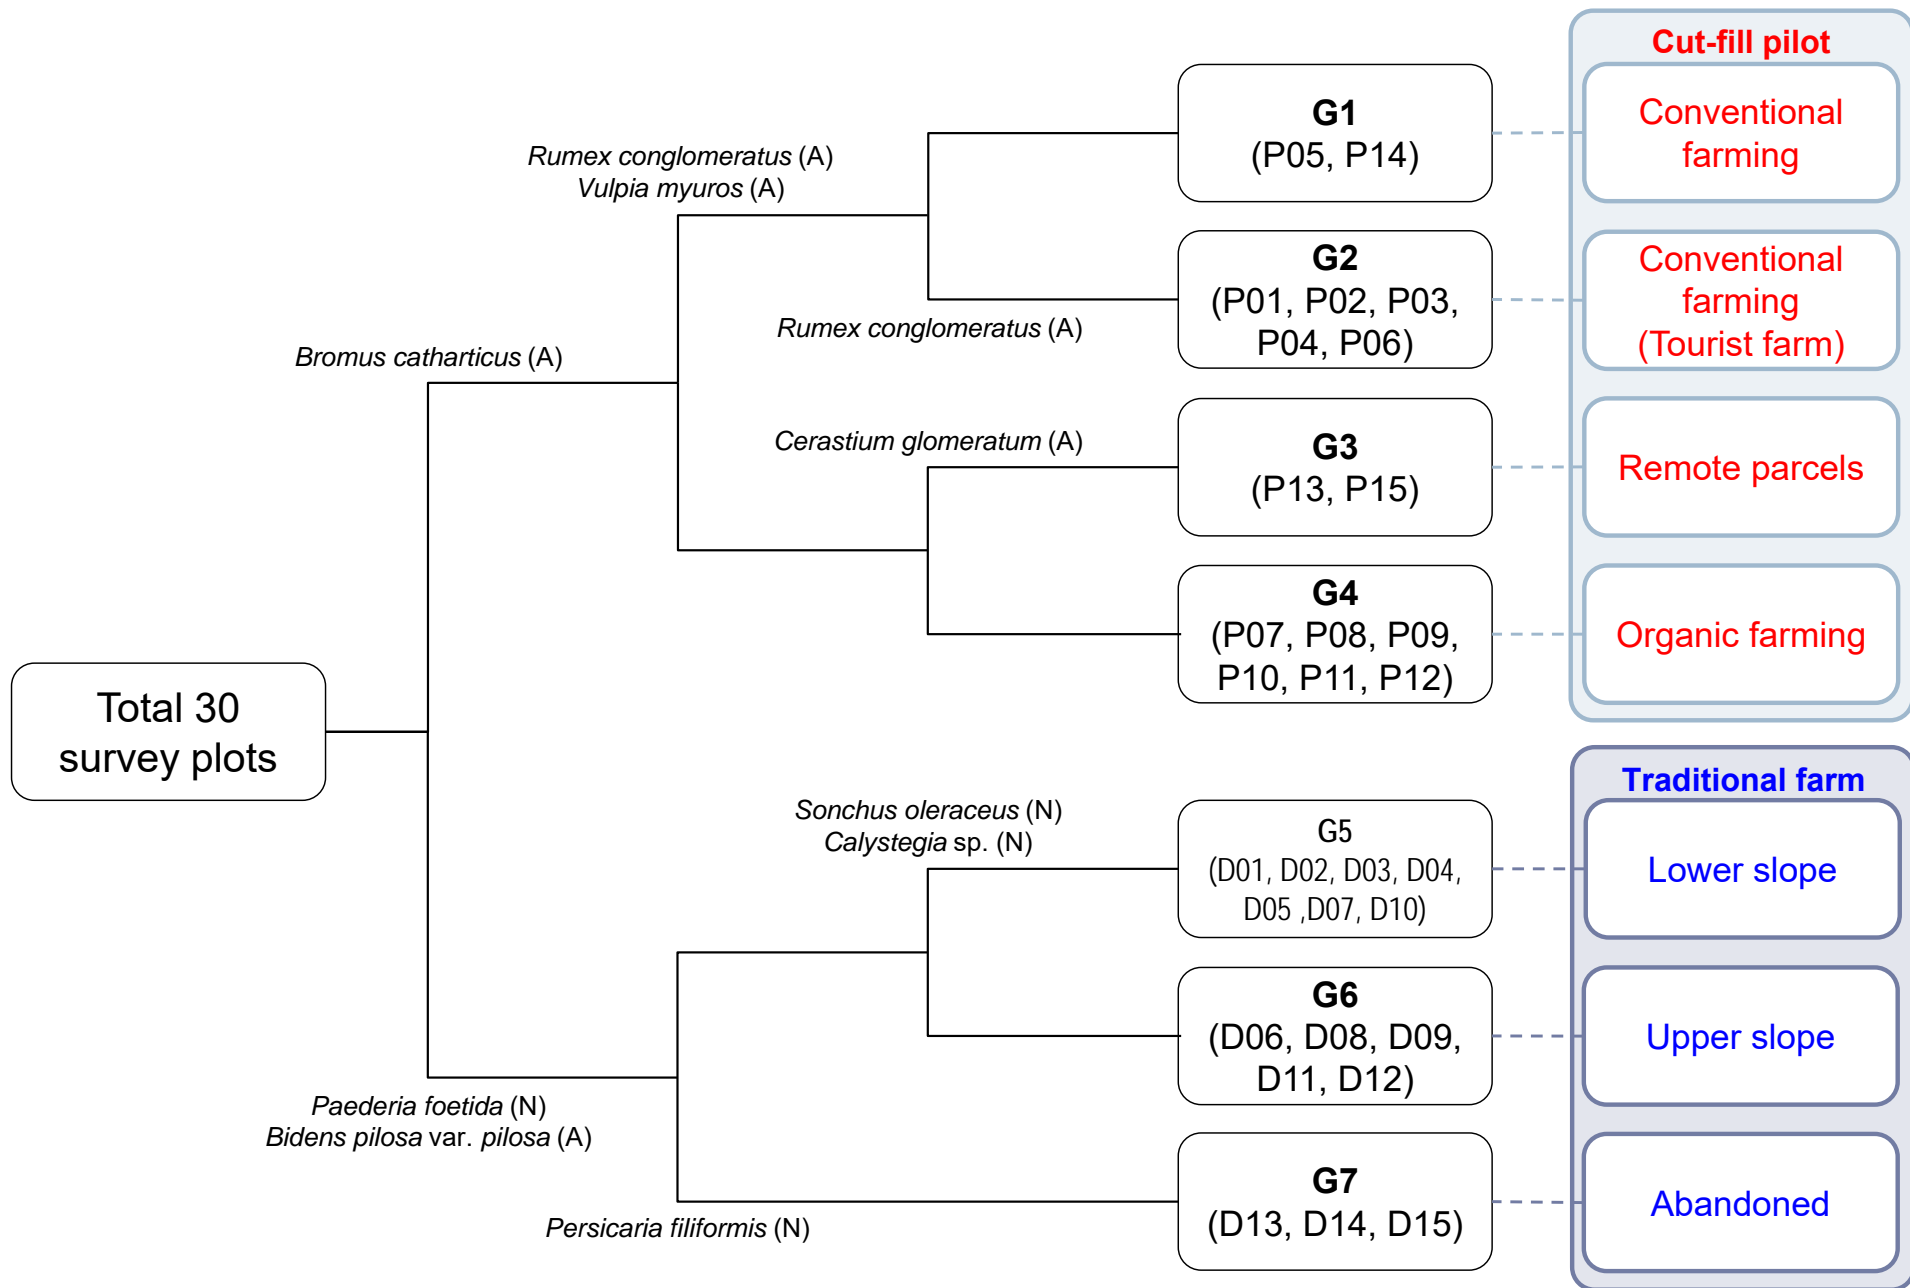 Total 30
survey plots
Bromus catharticus (A)
Paederia foetida (N)
Bidens pilosa var. pilosa (A)
Rumex conglomeratus (A)
Vulpia myuros (A)
Rumex conglomeratus (A)
Cerastium glomeratum (A)
Sonchus oleraceus (N)
Calystegia sp. (N)
Persicaria filiformis (N)
G1
(P05, P14)
G2
(P01, P02, P03,
P04, P06)
G3
(P13, P15)
G4
(P07, P08, P09,
P10, P11, P12)
G5
(D01, D02, D03, D04,
D05 ,D07, D10)
G6
(D06, D08, D09,
D11, D12)
G7
(D13, D14, D15)
Cut-fill pilot
Conventional
farming
Conventional
farming
(Tourist farm)
Remote parcels
Organic farming
Traditional farm
Lower slope
Upper slope
Abandoned